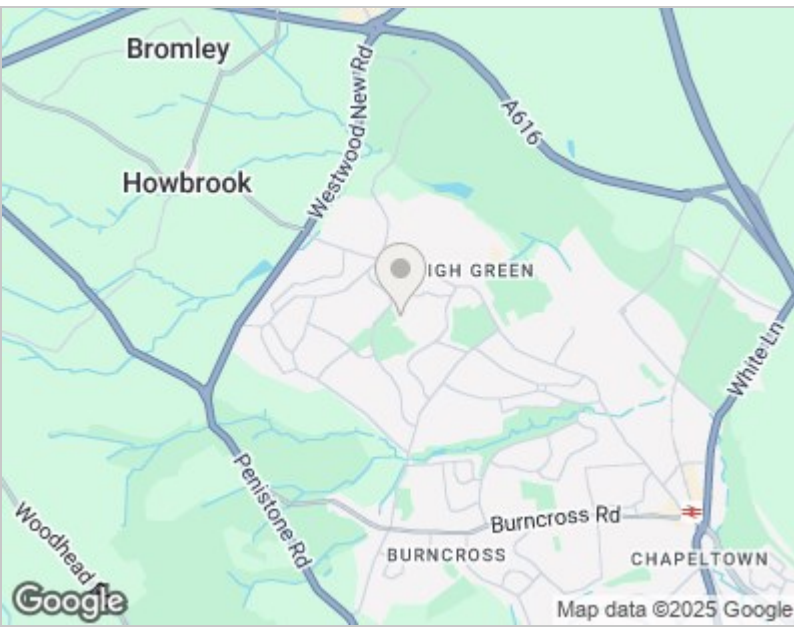 Bromley
Westwood New Rd
A616
Howbrook
IGH GREEN
White Ln
Penistone Rd
Woodhead
Burncross Rd
BURNCROSS
CHAPELTOWN
Google
Map data ©2025 Google